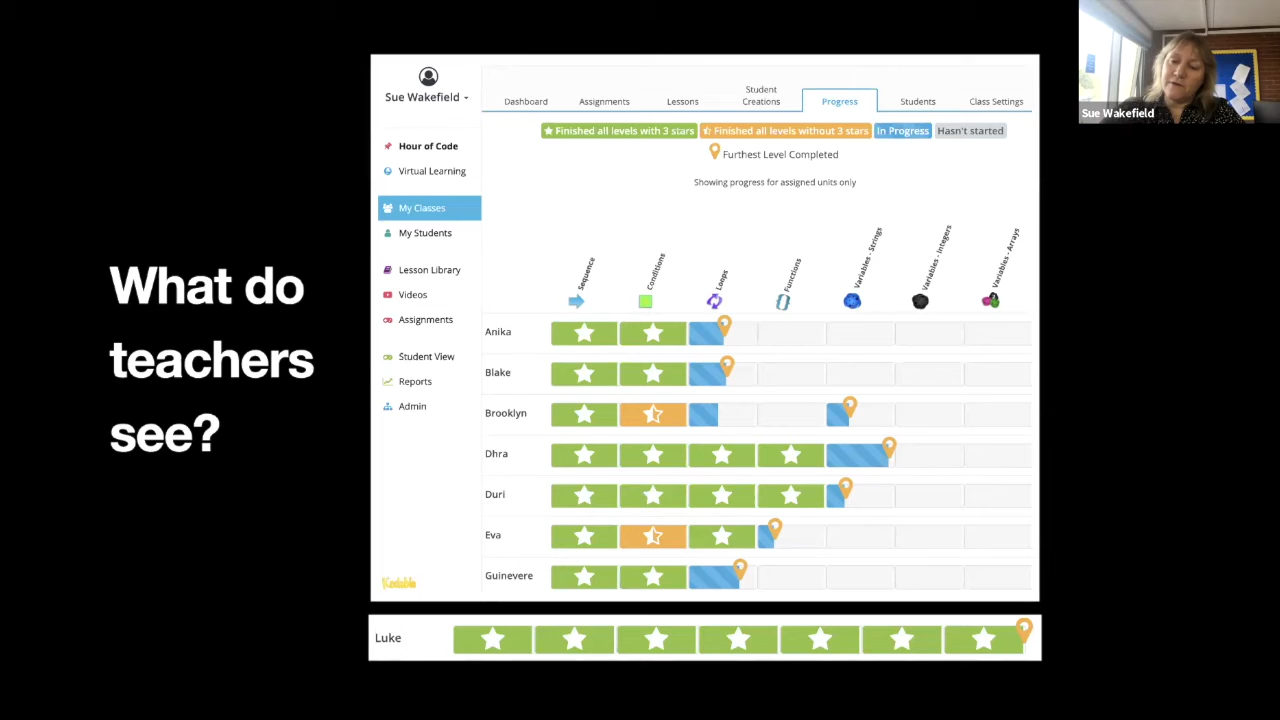 What do
teachers
see?
Sue Wakefield
Hour of Code
Virtual Learning
My Classes
My Students
Lesson Library
Videos
Assignments
Student View
Reports
Admin
Kodable
Dashboard
Assignments
Lessons
Student
Creations
Progress
Students
Class Settings
Finished all levels with 3 stars
Finished all levels without 3 stars
In Progress
Hasn't started
Furthest Level Completed
Showing progress for assigned units only
Sequence
Conditions
Loops
Functions
Variables - Strings
Variables - Integers
Variables - Arrays
Anika
Blake
Brooklyn
Dhra
Duri
Eva
Guinevere
Luke
Sue Wakefield